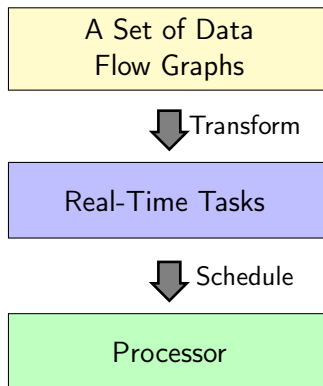 A Set of Data
Flow Graphs
Transform
Real-Time Tasks
Schedule
Processor